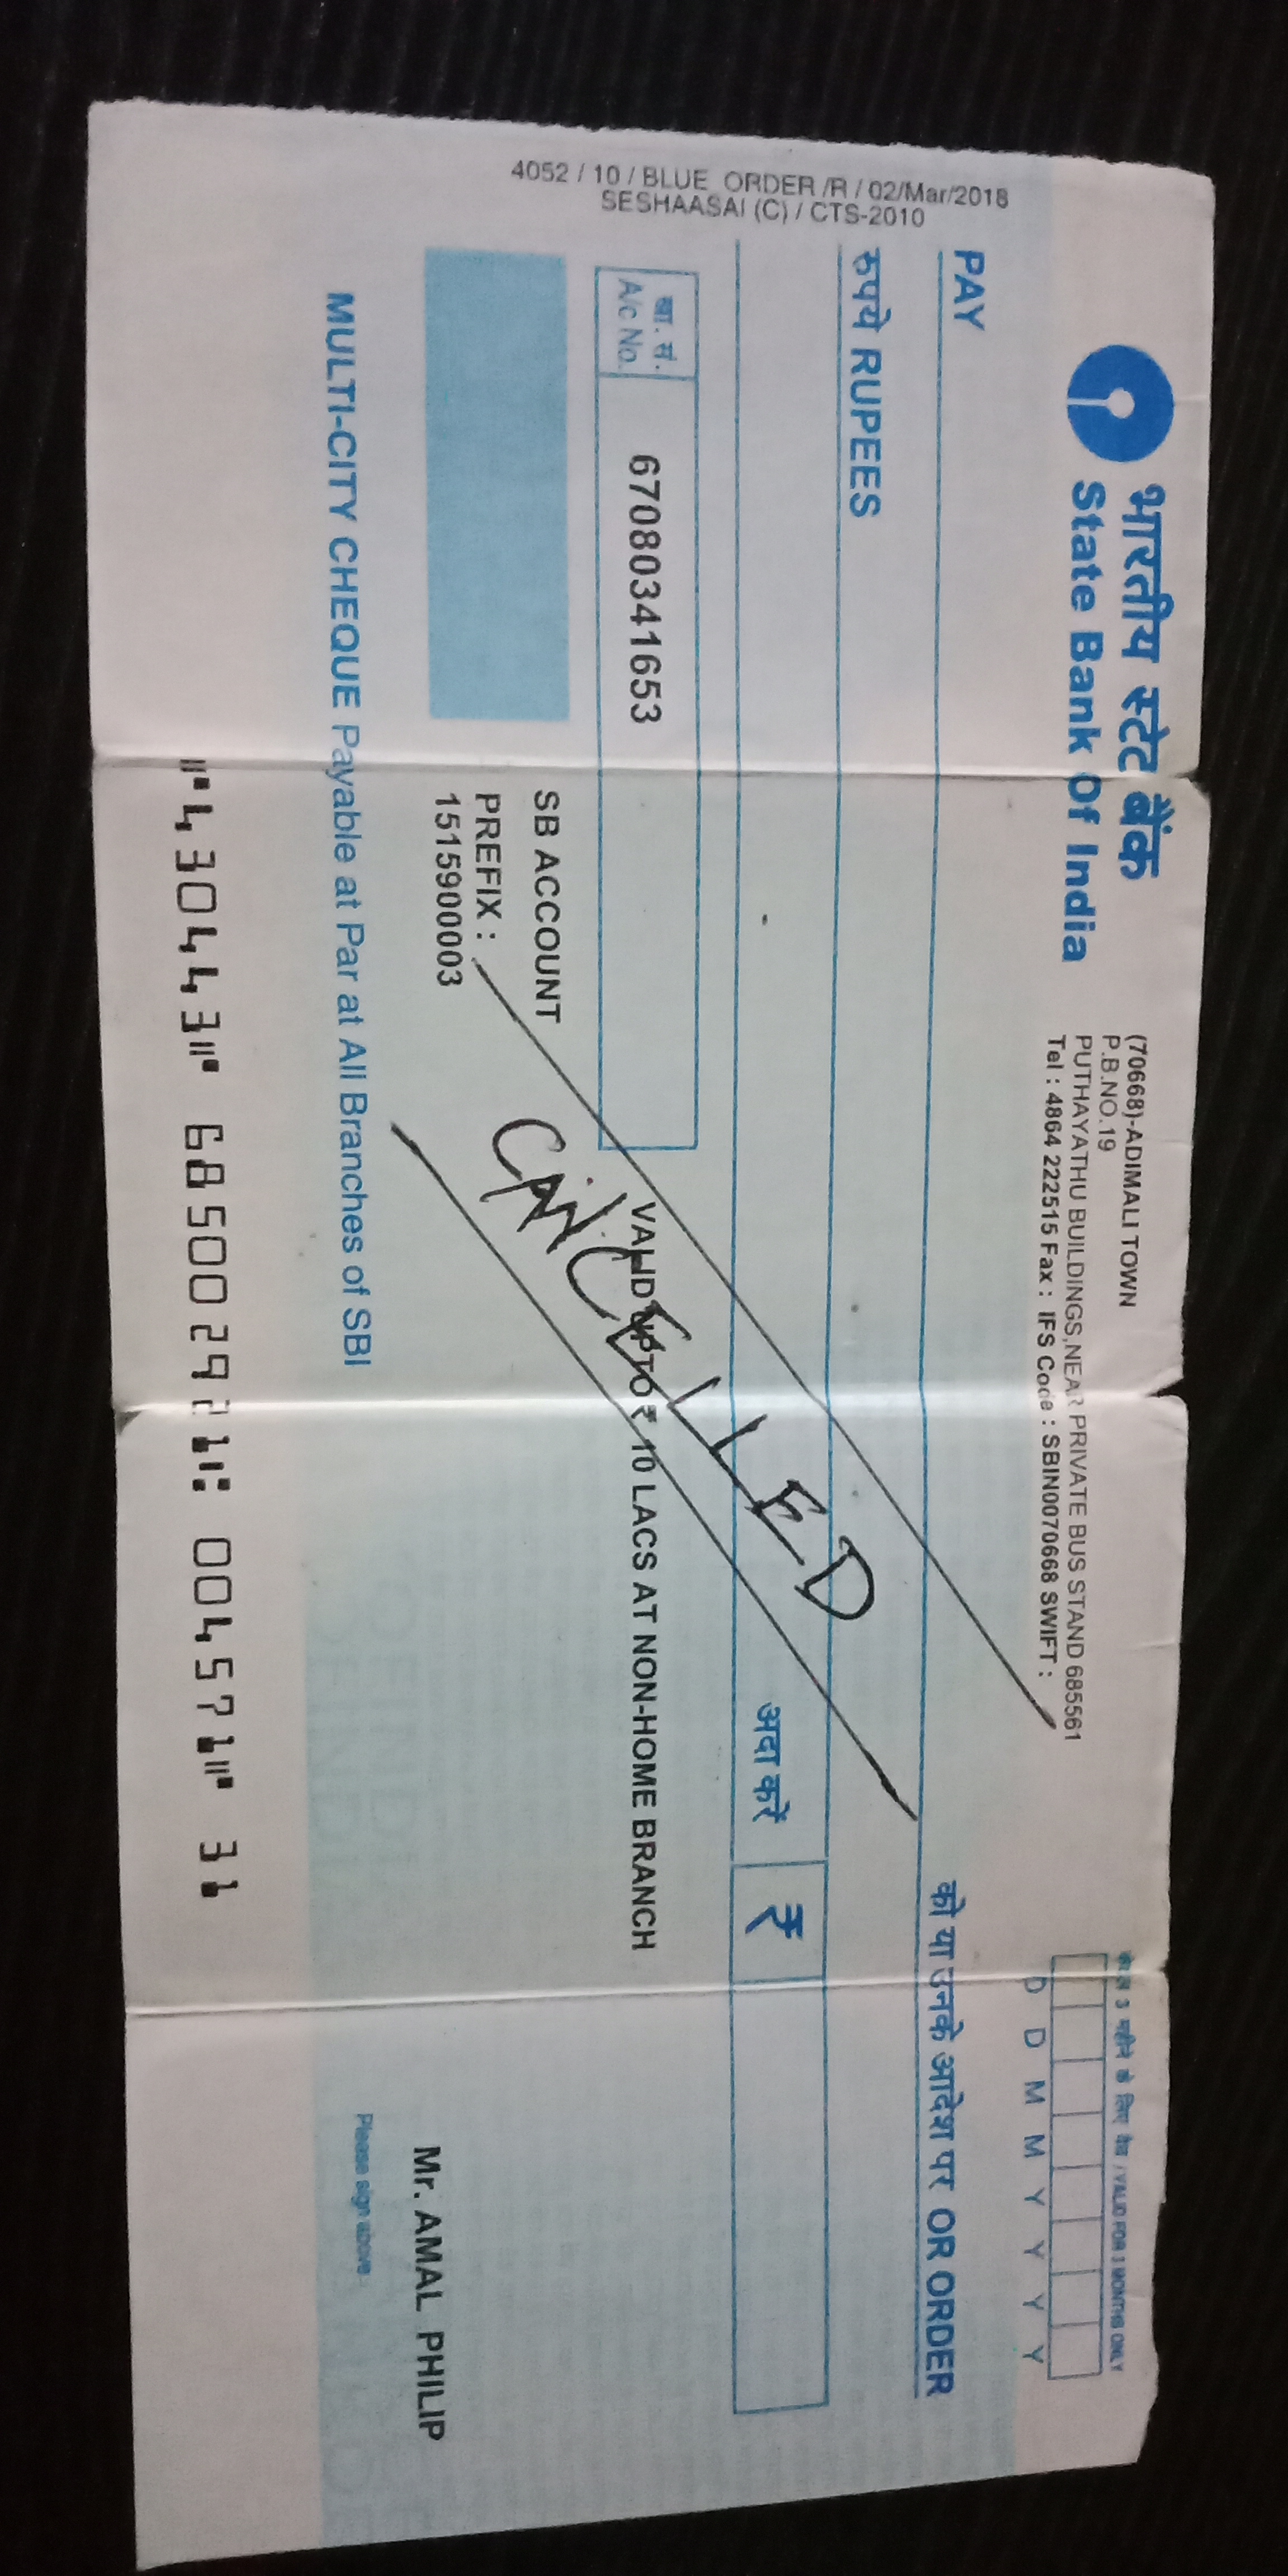 भारतीय स्टेट बैंक
State Bank of India
(70668)-ADIMALI TOWN
P.B.NO.19
PUTHAYATHU BUILDINGS,NEAR PRIVATE BUS STAND 685561
Tel : 4864 222515 Fax : IFS Code : SBIN0070668 SWIFT :
केवल 3 महीने के लिए वैध / VALID FOR 3 MONTHS ONLY
D D M M Y Y Y Y
PAY
को या उनके आदेश पर OR ORDER
रुपये RUPEES
अदा करें ₹
खा. सं.
A/c No.
67080341653
VALID UPTO ₹ 10 LACS AT NON-HOME BRANCH
CANCELLED
SB ACCOUNT
PREFIX :
1515900003
Mr. AMAL PHILIP
Please sign above
MULTI-CITY CHEQUE Payable at Par at All Branches of SBI
⑈430443⑈ 685002921⑆ 004571⑈ 31
4052 / 10 / BLUE ORDER /R / 02/Mar/2018
SESHAASAI (C) / CTS-2010